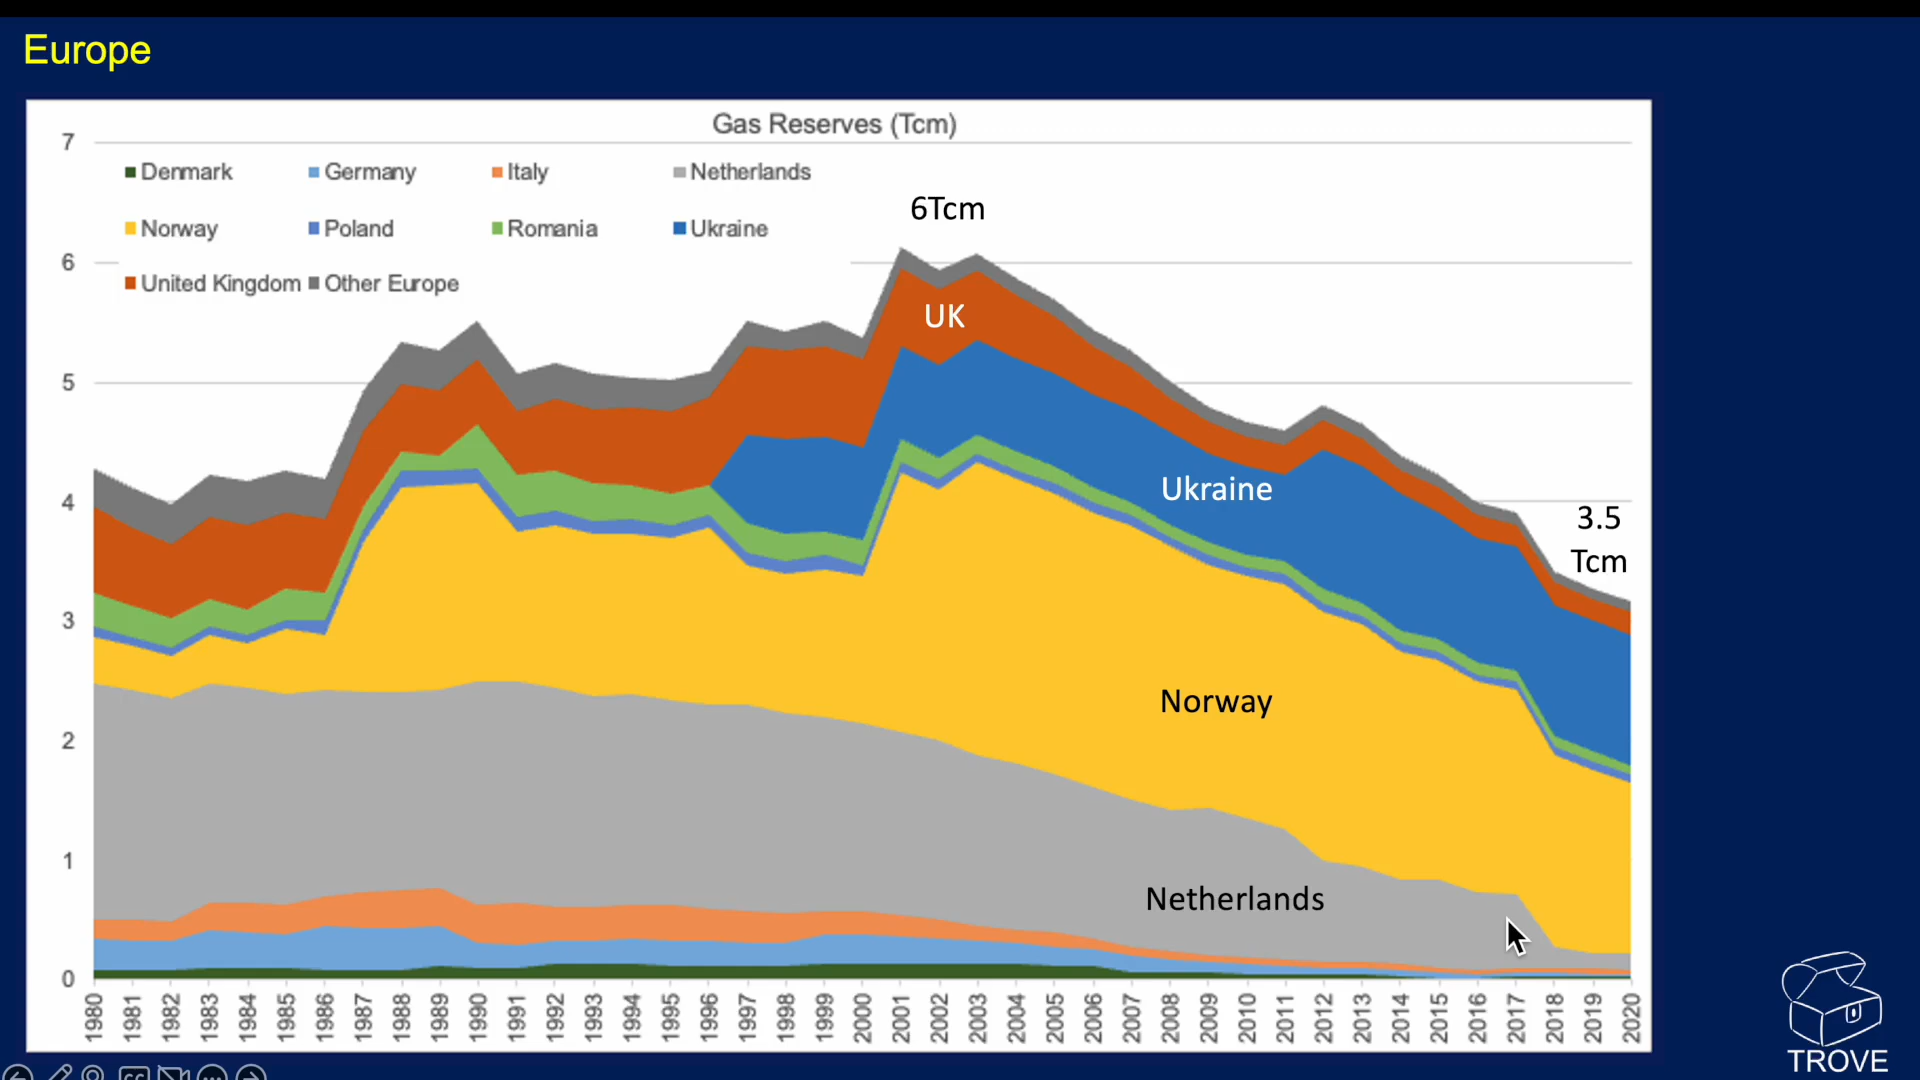 Europe
Gas Reserves (Tcm)
7
Denmark Germany Italy Netherlands
6Tcm
Norway Poland Romania Ukraine
6
United Kingdom Other Europe
UK
5
4
Ukraine
3.5
Tcm
3
Norway
2
1
Netherlands
0
1980 1981 1982 1983 1984 1985 1986 1987 1988 1989 1990 1991 1992 1993 1994 1995 1996 1997 1998 1999 2000 2001 2002 2003 2004 2005 2006 2007 2008 2009 2010 2011 2012 2013 2014 2015 2016 2017 2018 2019 2020
TROVE
CC